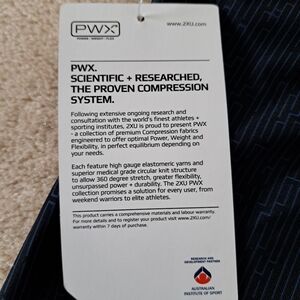 PWX
POWER · WEIGHT · FLEX
www.2XU.com
PWX.
SCIENTIFIC + RESEARCHED,
THE PROVEN COMPRESSION
SYSTEM.
Following extensive ongoing research and
consultation with the world's finest athletes +
sporting institutes, 2XU is proud to present PWX
- a collection of premium Compression fabrics
engineered to offer optimal Power, Weight and
Flexibility, in perfect equilibrium depending on
your needs.
Each feature high gauge elastomeric yarns and
superior medical grade circular knit structure
to allow 360 degree stretch, greater flexibility,
unsurpassed power + durability. The 2XU PWX
collection promises a solution for every user, from
weekend warriors to elite athletes.
This product carries a comprehensive materials and labour warranty.
For more details and to register your product visit www.2XU.com/
warranty within 7 days of purchase.
RESEARCH AND
DEVELOPMENT PARTNER
AUSTRALIAN
INSTITUTE OF SPORT